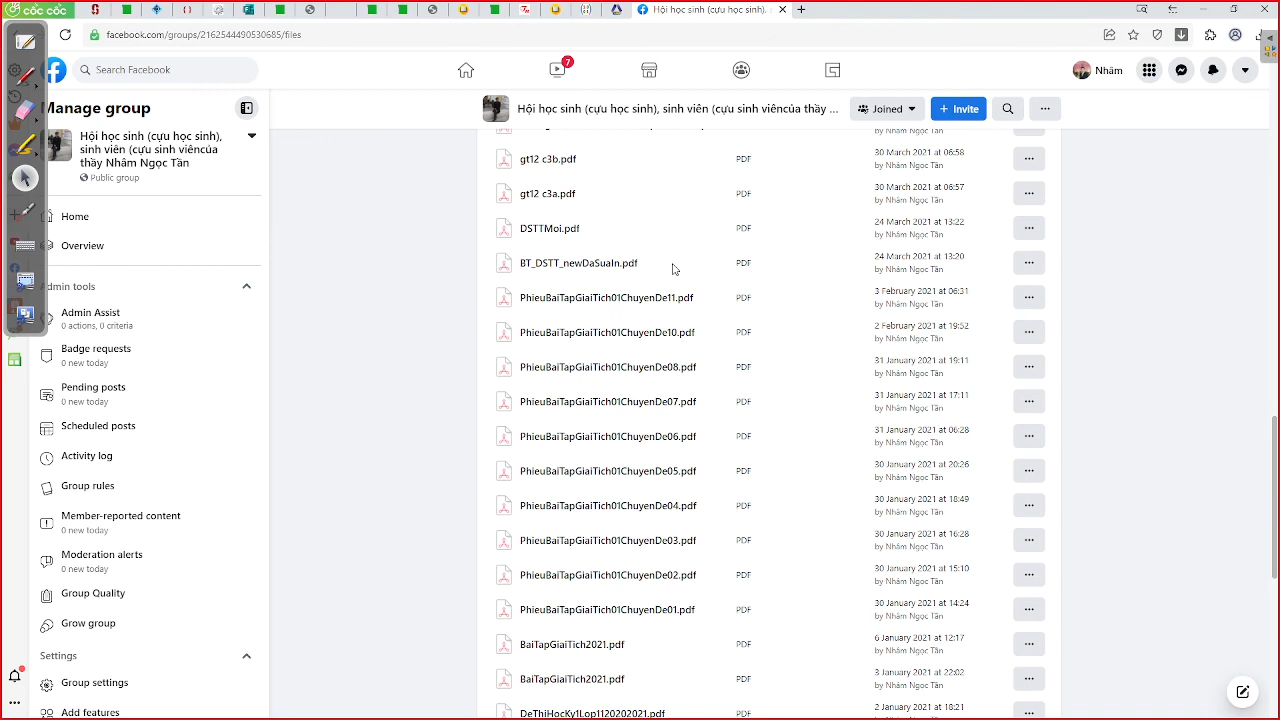 cốc cốc
Hội học sinh (cựu học sinh).
facebook.com/groups/2162544490530685/files
Search Facebook
7
Nhâm
Manage group
Hội học sinh (cựu học sinh),
sinh viên (cựu sinh viêncủa
thầy Nhâm Ngọc Tần
Public group
Home
Overview
dmin tools
Admin Assist
0 actions, 0 criteria
Badge requests
0 new today
Pending posts
0 new today
Scheduled posts
Activity log
Group rules
Member-reported content
0 new today
Moderation alerts
0 new today
Group Quality
Grow group
Settings
Group settings
Add features
Hội học sinh (cựu học sinh), sinh viên (cựu sinh viêncủa thầy ...
Joined
+ Invite
by Nhâm Ngọc Tần
gt12 c3b.pdf PDF 30 March 2021 at 06:58
by Nhâm Ngọc Tần
gt12 c3a.pdf PDF 30 March 2021 at 06:57
by Nhâm Ngọc Tần
DSTTMoi.pdf PDF 24 March 2021 at 13:22
by Nhâm Ngọc Tần
BT_DSTT_newDaSuaIn.pdf PDF 24 March 2021 at 13:20
by Nhâm Ngọc Tần
PhieuBaiTapGiaiTich01ChuyenDe11.pdf PDF 3 February 2021 at 06:31
by Nhâm Ngọc Tần
PhieuBaiTapGiaiTich01ChuyenDe10.pdf PDF 2 February 2021 at 19:52
by Nhâm Ngọc Tần
PhieuBaiTapGiaiTich01ChuyenDe08.pdf PDF 31 January 2021 at 19:11
by Nhâm Ngọc Tần
PhieuBaiTapGiaiTich01ChuyenDe07.pdf PDF 31 January 2021 at 17:11
by Nhâm Ngọc Tần
PhieuBaiTapGiaiTich01ChuyenDe06.pdf PDF 31 January 2021 at 06:28
by Nhâm Ngọc Tần
PhieuBaiTapGiaiTich01ChuyenDe05.pdf PDF 30 January 2021 at 20:26
by Nhâm Ngọc Tần
PhieuBaiTapGiaiTich01ChuyenDe04.pdf PDF 30 January 2021 at 18:49
by Nhâm Ngọc Tần
PhieuBaiTapGiaiTich01ChuyenDe03.pdf PDF 30 January 2021 at 16:28
by Nhâm Ngọc Tần
PhieuBaiTapGiaiTich01ChuyenDe02.pdf PDF 30 January 2021 at 15:10
by Nhâm Ngọc Tần
PhieuBaiTapGiaiTich01ChuyenDe01.pdf PDF 30 January 2021 at 14:24
by Nhâm Ngọc Tần
BaiTapGiaiTich2021.pdf PDF 6 January 2021 at 12:17
by Nhâm Ngọc Tần
BaiTapGiaiTich2021.pdf PDF 3 January 2021 at 22:02
by Nhâm Ngọc Tần
DeThiHocKy1Lop1120202021.pdf PDF 2 January 2021 at 18:21